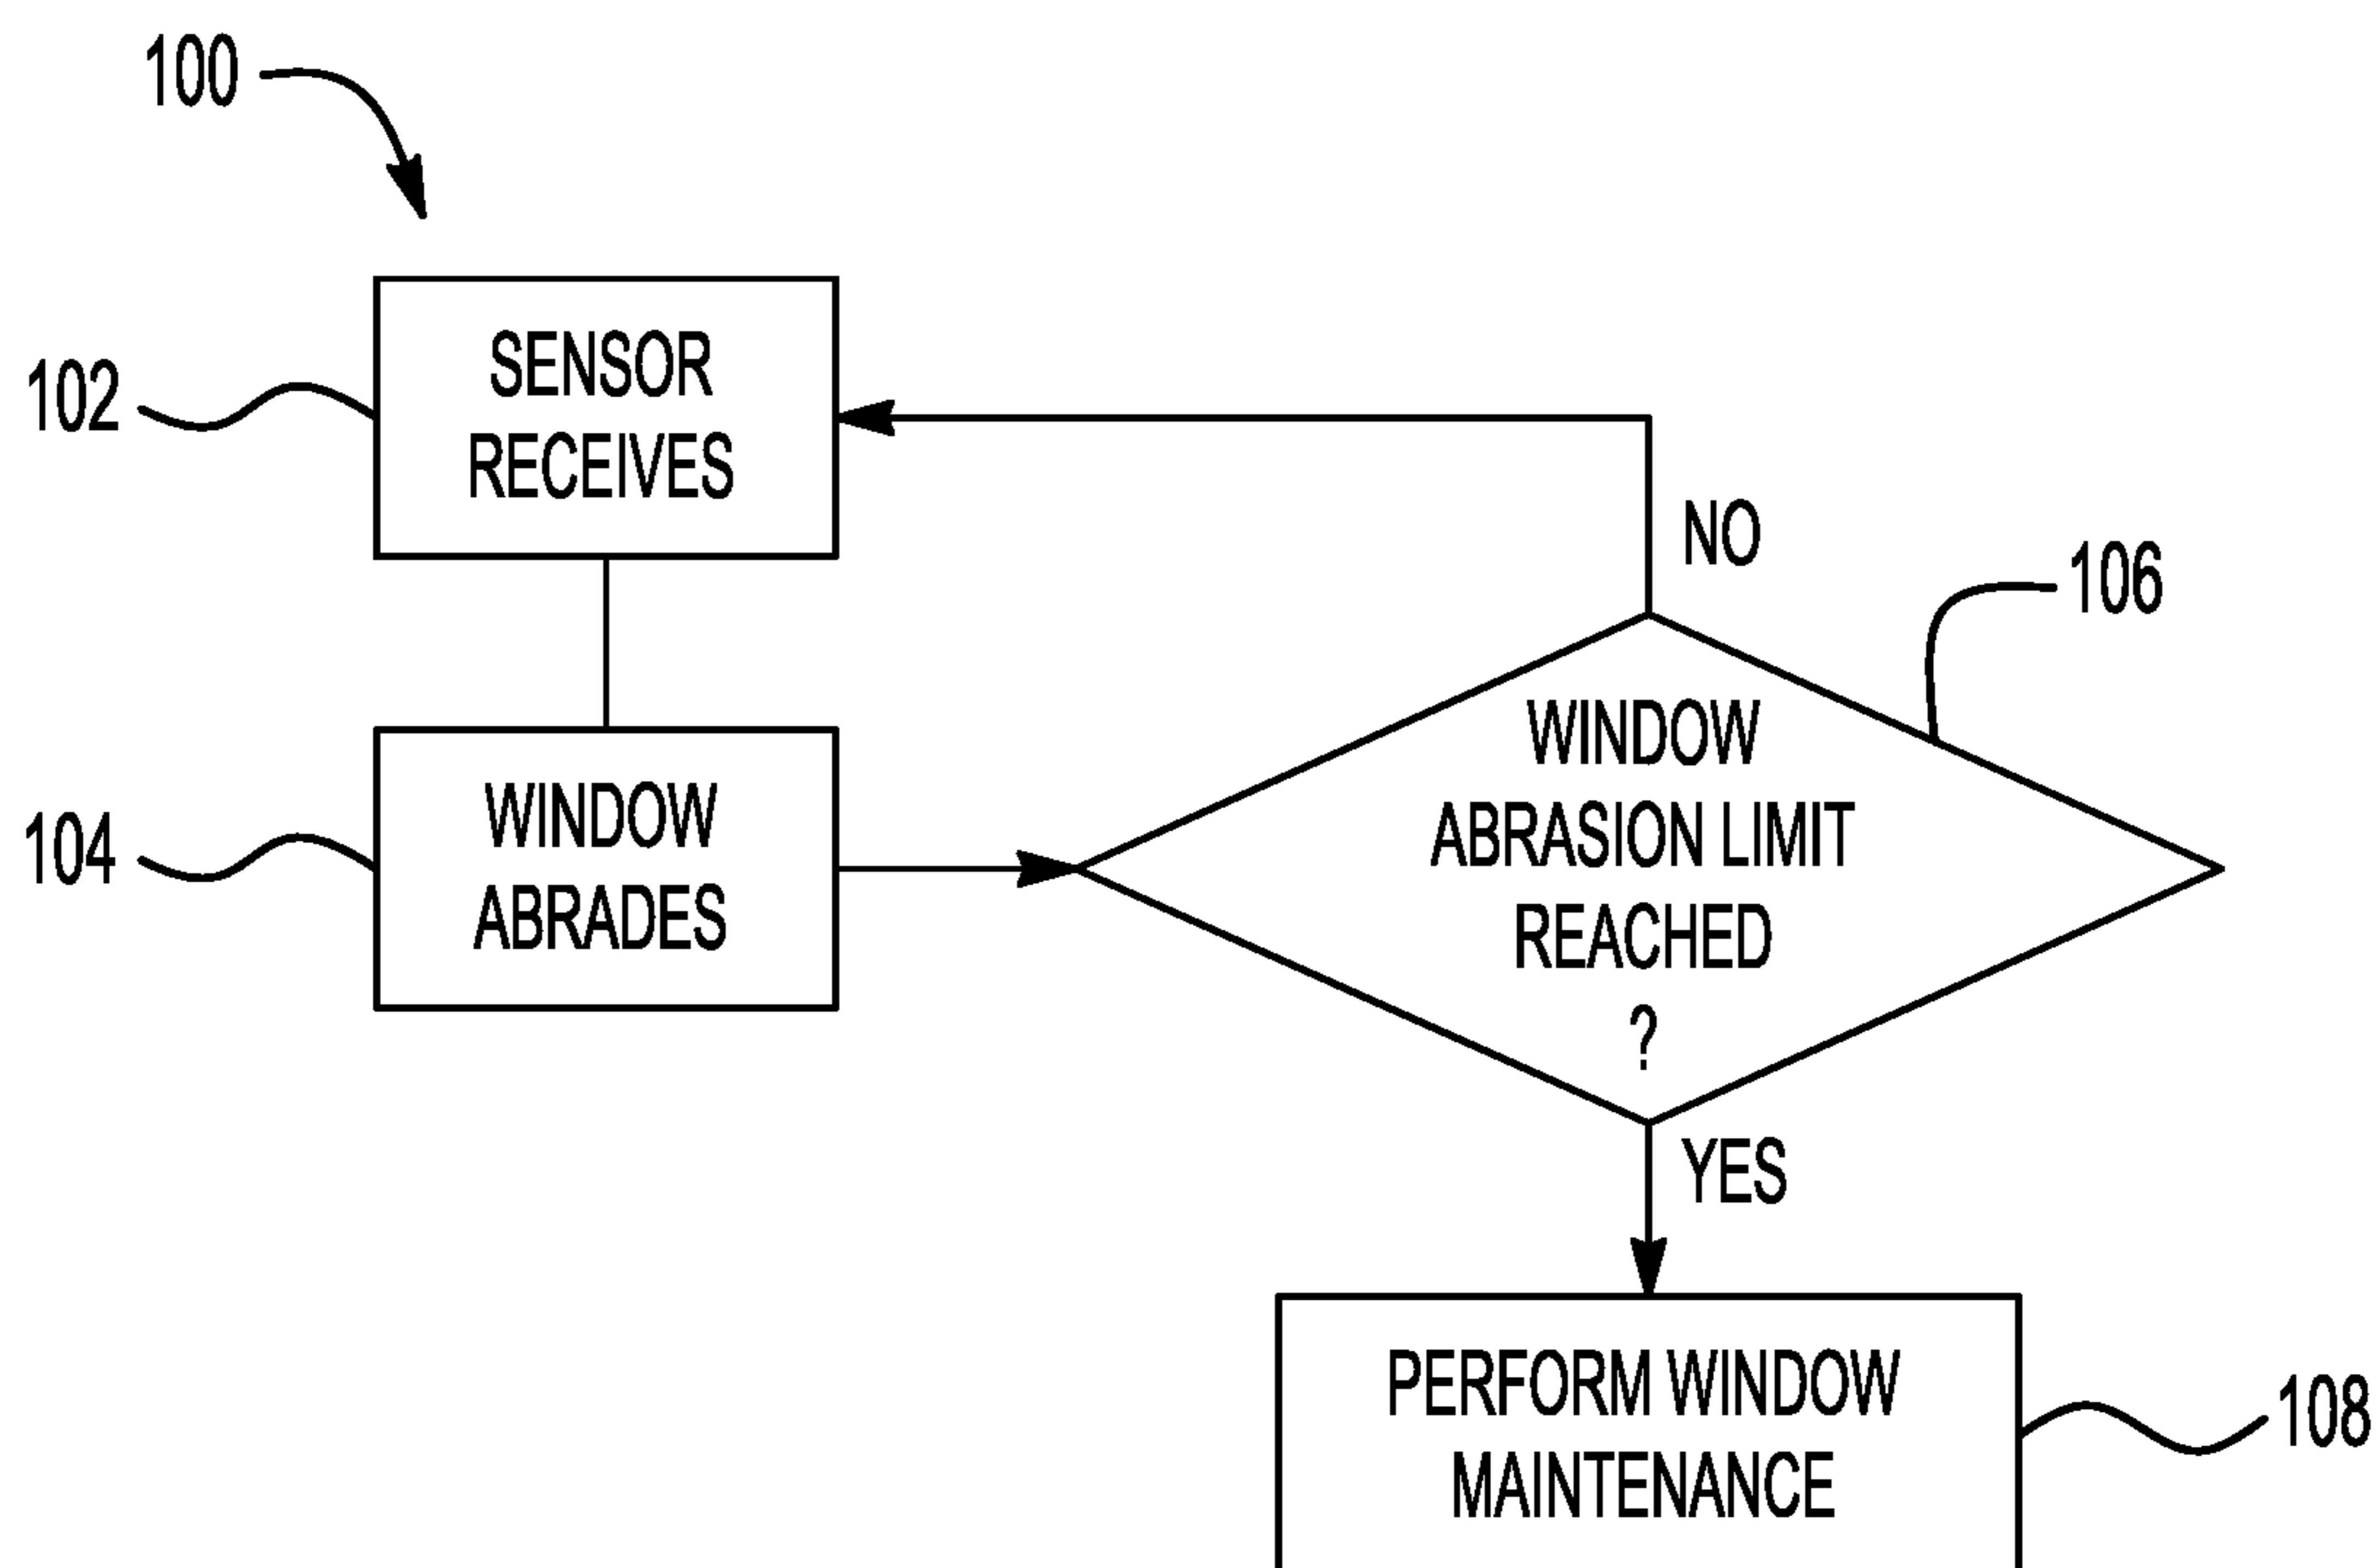 100
102
SENSOR
RECEIVES
NO
106
104
WINDOW
ABRADES
WINDOW
ABRASION LIMIT
REACHED
?
YES
PERFORM WINDOW
MAINTENANCE
108